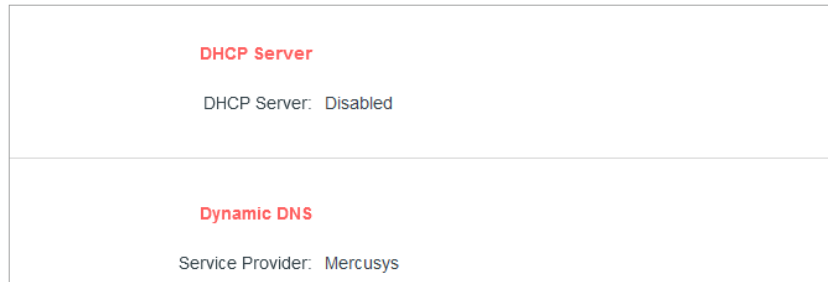 DHCP Server
DHCP Server: Disabled
Dynamic DNS
Service Provider: Mercusys